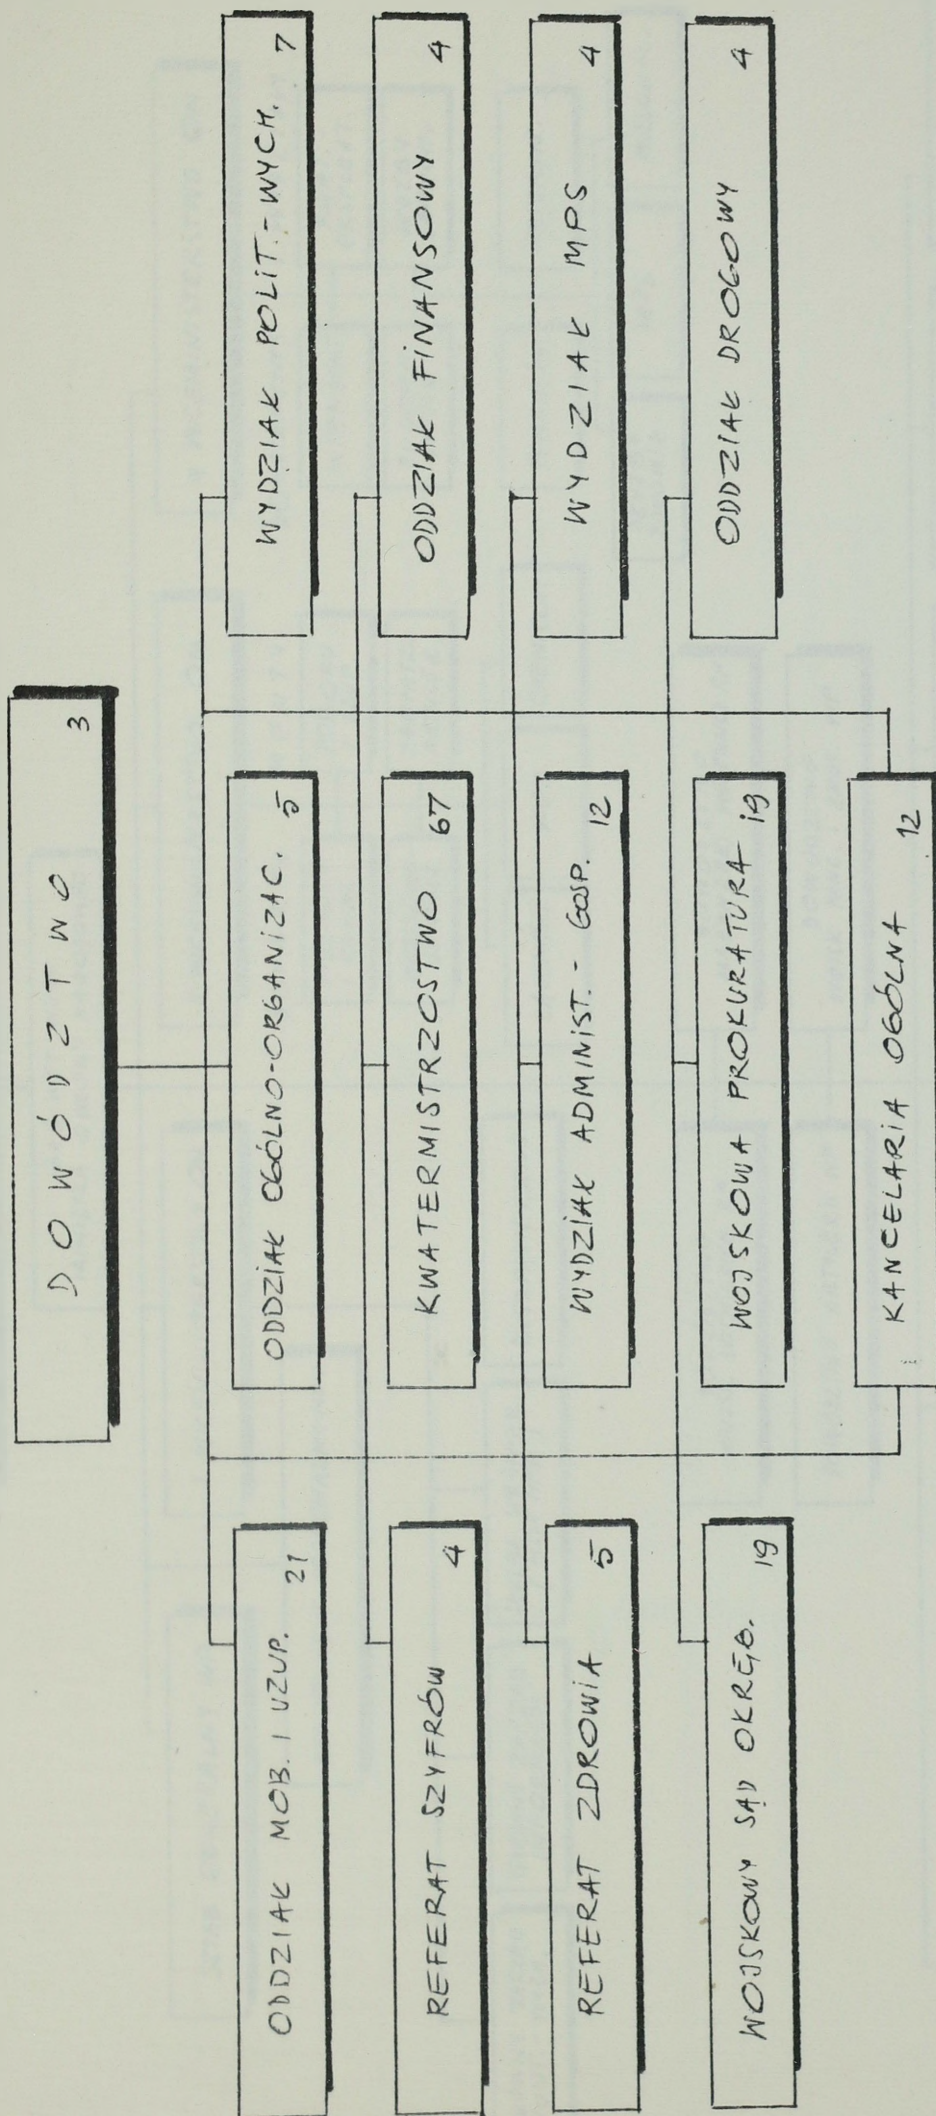 DOWÓDZTWO 3
ODDZIAŁ MOB. I UZUP. 21
ODDZIAŁ OGÓLNO-ORGANIZAC. 5
WYDZIAŁ POLIT.-WYCH. 7
REFERAT SZYFRÓW 4
KWATERMISTRZOSTWO 67
ODDZIAŁ FINANSOWY 4
REFERAT ZDROWIA 5
WYDZIAŁ ADMINIST.-GOSP. 12
WYDZIAŁ MPS 4
WOJSKOWY SĄD OKRĘG. 19
WOJSKOWA PROKURATURA 19
ODDZIAŁ DROGOWY 4
KANCELARIA OGÓLNA 12